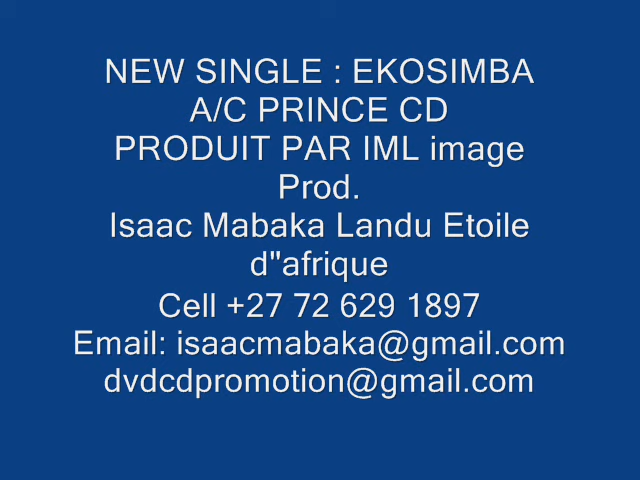 NEW SINGLE : EKOSIMBA
A/C PRINCE CD
PRODUIT PAR IML image
Prod.
Isaac Mabaka Landu Etoile
d"afrique
Cell +27 72 629 1897
Email: isaacmabaka@gmail.com
dvdcdpromotion@gmail.com